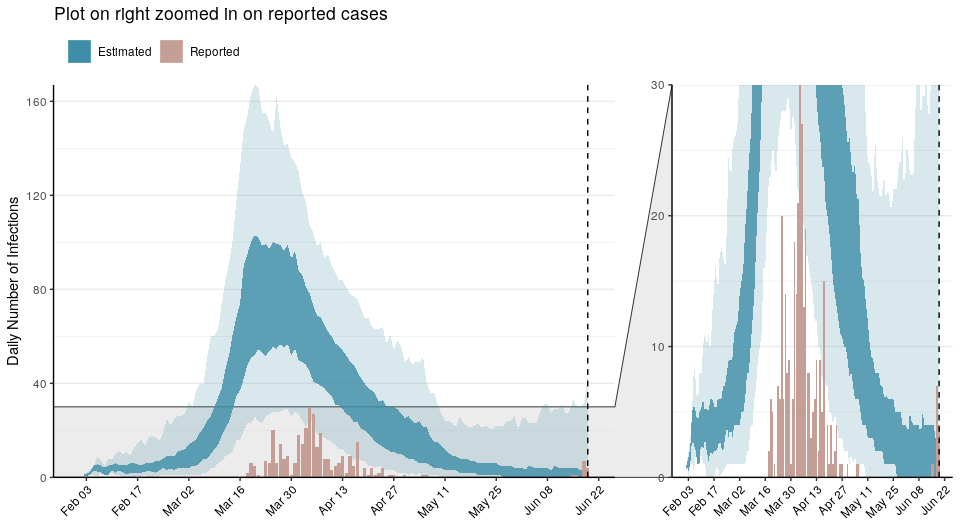 Plot on right zoomed in on reported cases
Estimated Reported
Daily Number of Infections
160
120
80
40
0
Feb 03 Feb 17 Mar 02 Mar 16 Mar 30 Apr 13 Apr 27 May 11 May 25 Jun 08 Jun 22
30
20
10
0
Feb 03 Feb 17 Mar 02 Mar 16 Mar 30 Apr 13 Apr 27 May 11 May 25 Jun 08 Jun 22